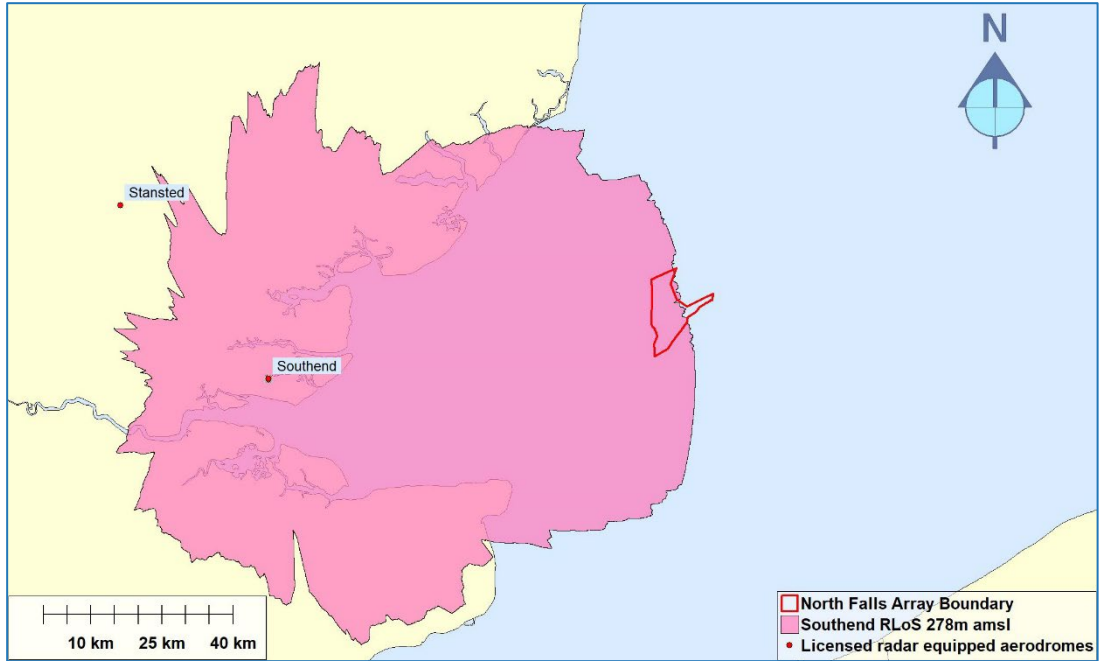 N
Stansted
Southend
10 km 25 km 40 km
North Falls Array Boundary
Southend RLoS 278m amsl
Licensed radar equipped aerodromes